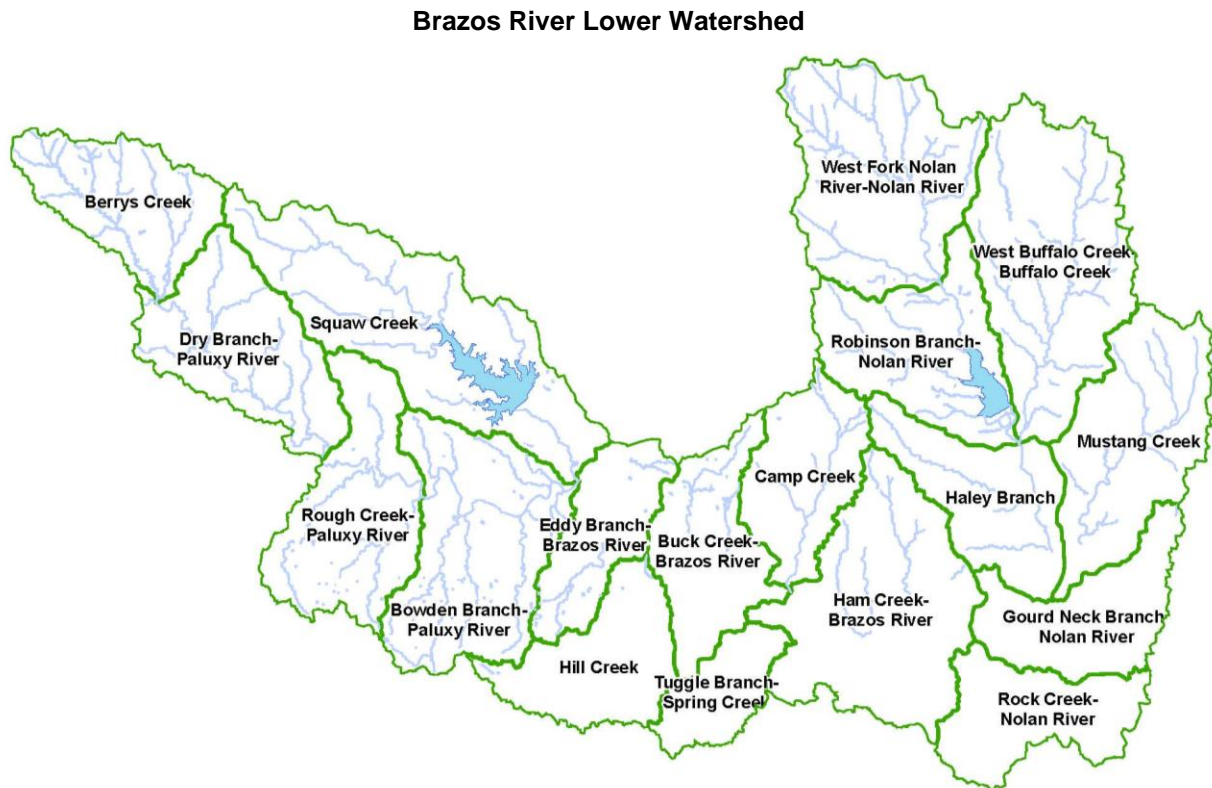 Brazos River Lower Watershed
West Fork Nolan
River-Nolan River
Berrys Creek
West Buffalo Creek-
Buffalo Creek
Squaw Creek
Dry Branch-
Paluxy River
Robinson Branch-
Nolan River
Mustang Creek
Camp Creek
Haley Branch
Rough Creek-
Paluxy River
Eddy Branch-
Brazos River
Buck Creek-
Brazos River
Bowden Branch-
Paluxy River
Ham Creek-
Brazos River
Gourd Neck Branch
Nolan River
Hill Creek
Tuggle Branch-
Spring Creel
Rock Creek-
Nolan River